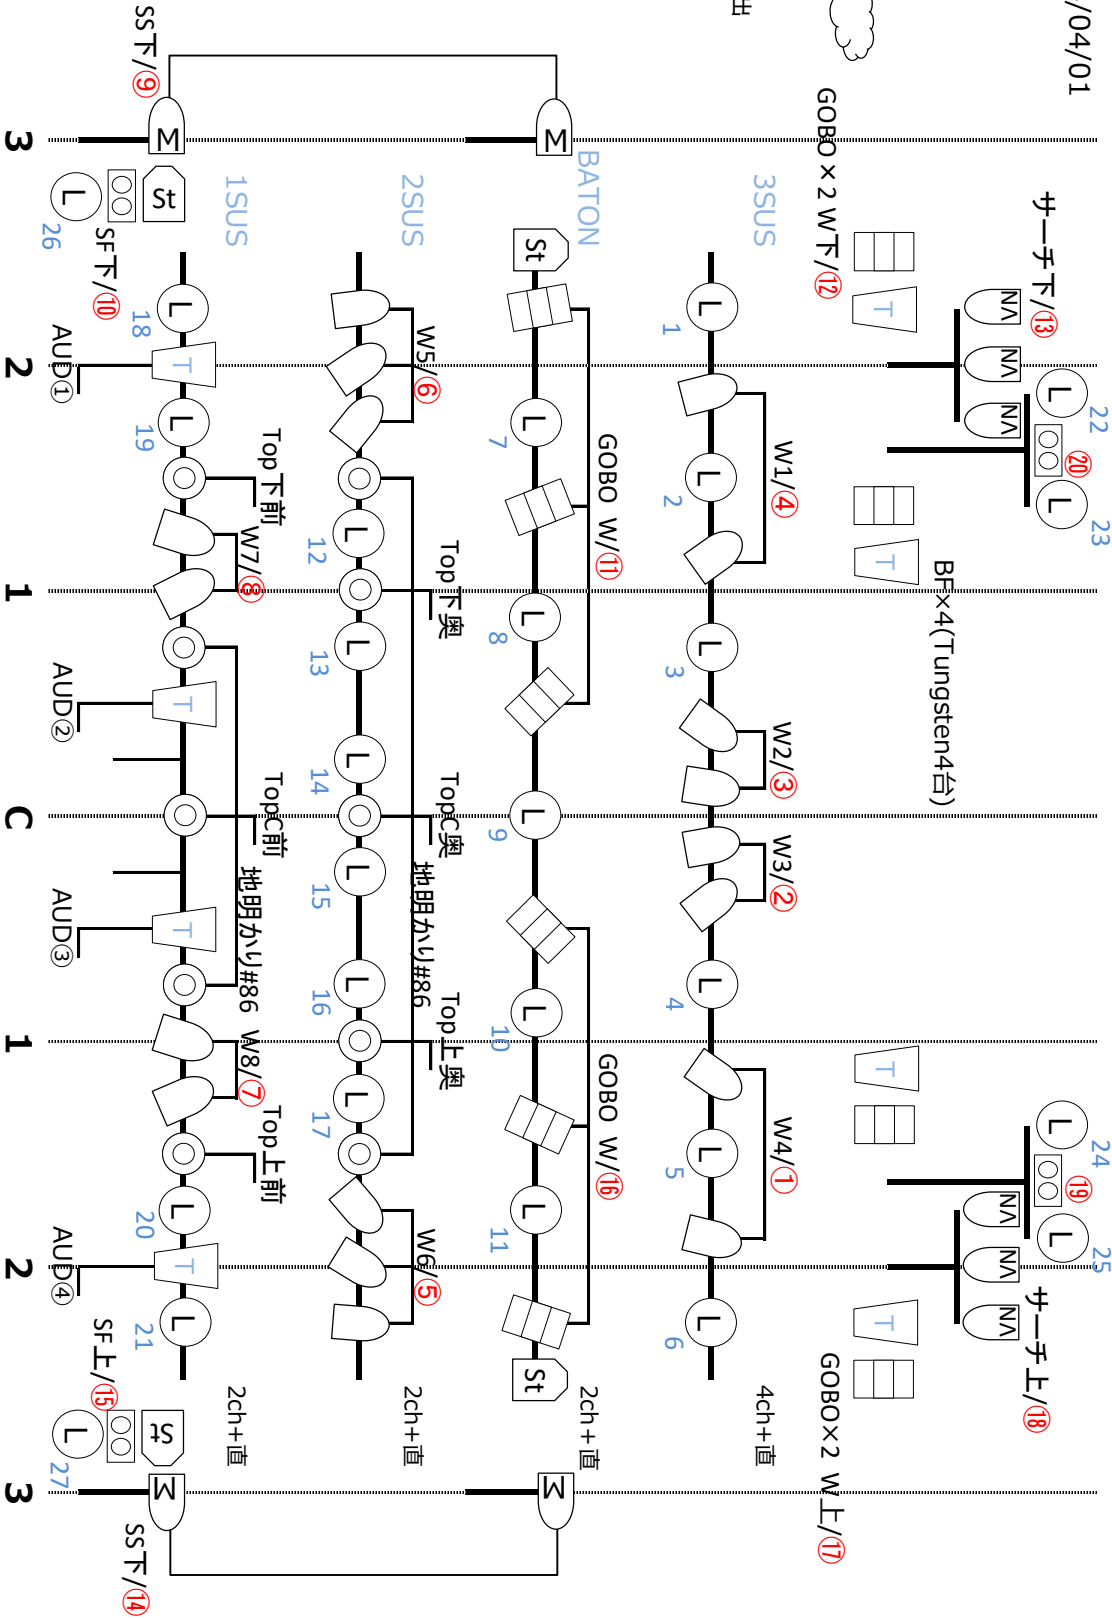 /04/01
出
サーチ下/⑬
NA
NA
NA
L
22
⑳
L
23
L
24
⑲
L
25
NA
NA
NA
サーチ上/⑱
GOBO×2 W下/⑫
T
T
BF×4(Tungsten4台)
T
T
GOBO×2 W上/⑰
3SUS
L
1
W1/④
L
2
L
3
W2/③
W3/②
L
4
W4/①
L
5
L
6
4ch+直
BATON
M
St
GOBO W/⑪
L
7
L
8
L
9
L
10
GOBO W/⑯
L
11
St
2ch+直
M
2SUS
W5/⑥
L
12
Top下奥
L
13
L
14
TopC奥
L
15
地明かり#86
L
16
Top上奥
L
17
W6/⑤
2ch+直
1SUS
SS下/⑨
M
St
L
26
SF下/⑩
L
18
T
AUD①
L
19
Top下前
W7/⑧
T
AUD②
TopC前
地明かり#86
T
AUD③
W8/⑦
Top上前
L
20
T
AUD④
L
21
2ch+直
SF上/⑮
St
L
27
M
SS下/⑭
3
2
1
C
1
2
3